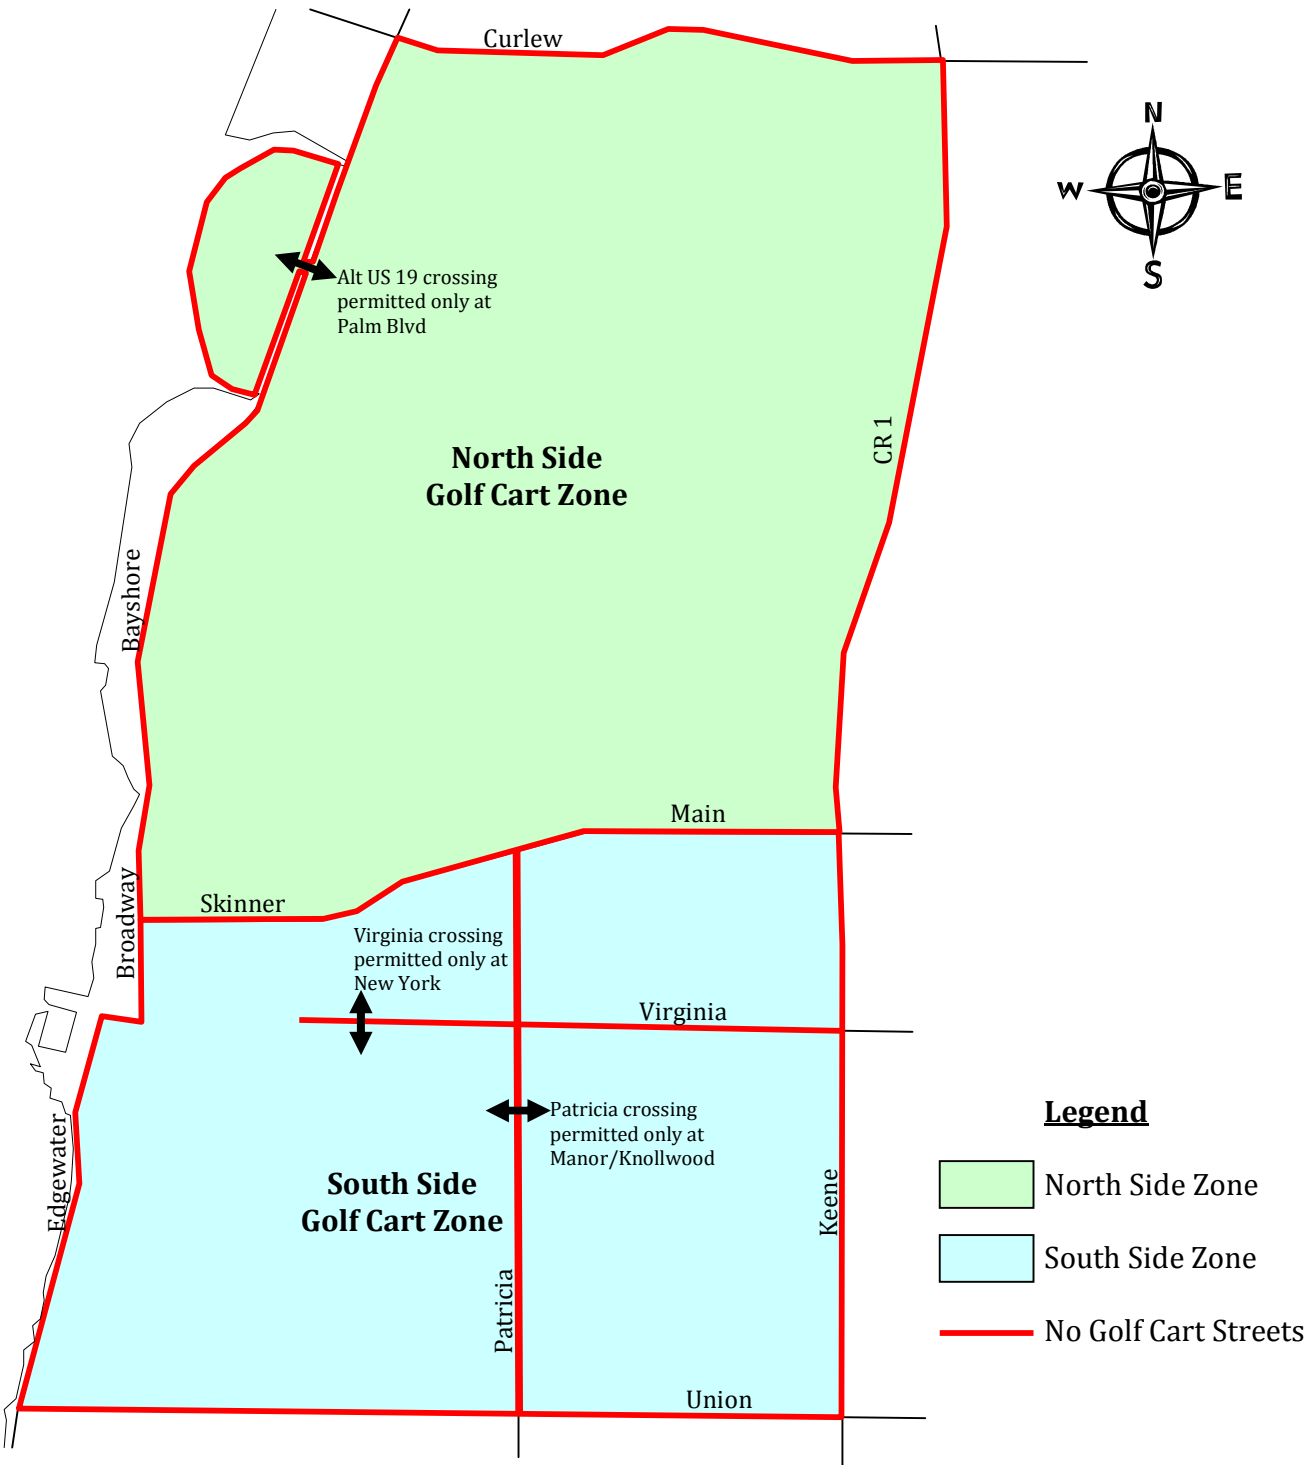 Curlew
N
W
E
S
Alt US 19 crossing
permitted only at
Palm Blvd
CR 1
North Side
Golf Cart Zone
Bayshore
Main
Broadway
Skinner
Virginia crossing
permitted only at
New York
Virginia
Patricia crossing
permitted only at
Manor/Knollwood
Edgewater
South Side
Golf Cart Zone
Keene
Patricia
Union
Legend
North Side Zone
South Side Zone
No Golf Cart Streets